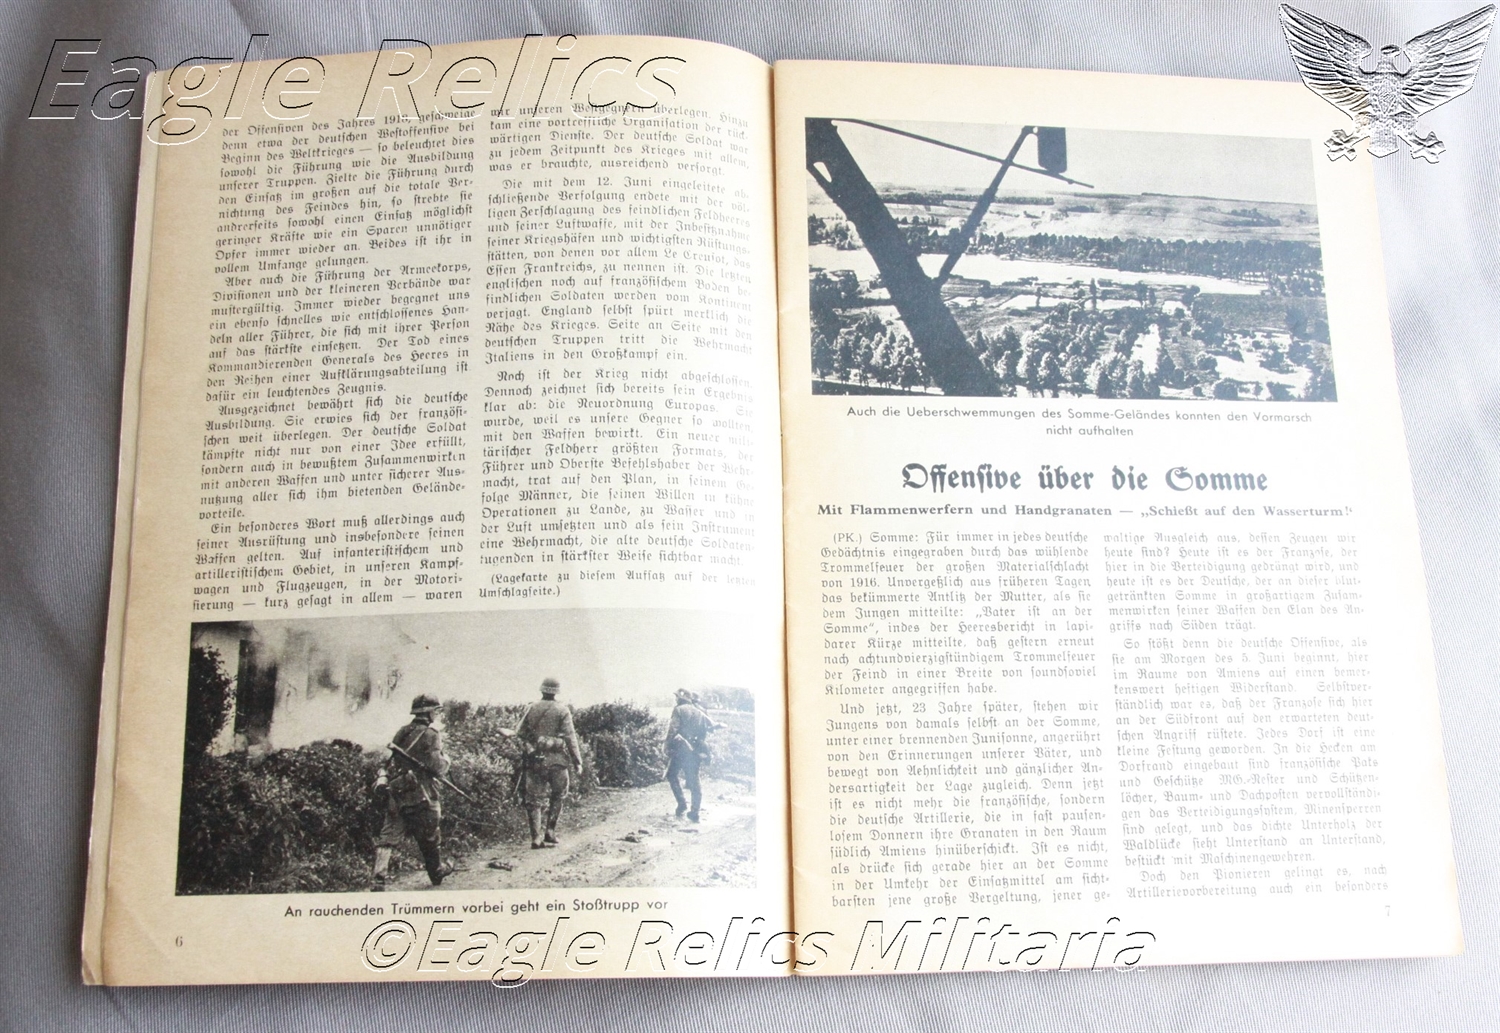 Eagle Relics
der Offensiven des Jahres 1918, geschweige
denn etwa der deutschen Westoffensive bei
Beginn des Weltkrieges — so beleuchtet dies
sowohl die Führung wie die Ausbildung
unserer Truppen. Zielte die Führung durch
den Einsatz im großen auf die totale Ver-
nichtung des Feindes hin, so strebte sie
andrerseits sowohl einen Einsatz möglichst
geringer Kräfte wie ein Sparen unnötiger
Opfer immer wieder an. Beides ist ihr in
vollem Umfange gelungen.
Aber auch die Führung der Armeekorps,
Divisionen und der kleineren Verbände war
mustergültig. Immer wieder begegnet uns
ein ebenso schnelles wie entschlossenes Han-
deln aller Führer, die sich mit ihrer Person
auf das stärkste einsetzen. Der Tod eines
Kommandierenden Generals des Heeres in
den Reihen einer Aufklärungsabteilung ist
dafür ein leuchtendes Zeugnis.
Ausgezeichnet bewährt sich die deutsche
Ausbildung. Sie erwies sich der französi-
schen weit überlegen. Der deutsche Soldat
kämpfte nicht nur von einer Idee erfüllt,
sondern auch in bewußtem Zusammenwirken
mit anderen Waffen und unter sicherer Aus-
nutzung aller sich ihm bietenden Gelände-
vorteile.
Ein besonderes Wort muß allerdings auch
seiner Ausrüstung und insbesondere seinen
Waffen gelten. Auf infanteristischem und
artilleristischem Gebiet, in unseren Kampf-
wagen und Flugzeugen, in der Motori-
sierung — kurz gesagt in allem — waren
wir unseren Westgegnern überlegen. Hinzu
kam eine vortreffliche Organisation der rück-
wärtigen Dienste. Der deutsche Soldat war
zu jedem Zeitpunkt des Krieges mit allem,
was er brauchte, ausreichend versorgt.
Die mit dem 12. Juni eingeleitete ab-
schließende Verfolgung endete mit der völ-
ligen Zerschlagung des feindlichen Feldheeres
und seiner Luftwaffe, mit der Inbesitznahme
seiner Kriegshäfen und wichtigsten Rüstungs-
stätten, von denen vor allem Le Creusot, das
Essen Frankreichs, zu nennen ist. Die letzten
englischen noch auf französischem Boden be-
findlichen Soldaten werden vom Kontinent
verjagt. England selbst spürt merklich die
Nähe des Krieges. Seite an Seite mit den
deutschen Truppen tritt die Wehrmacht
Italiens in den Großkampf ein.
Noch ist der Krieg nicht abgeschlossen.
Dennoch zeichnet sich bereits sein Ergebnis
klar ab: die Neuordnung Europas. Sie
wurde, weil es unsere Gegner so wollten,
mit den Waffen bewirkt. Ein neuer mili-
tärischer Feldherr größten Formats, der
Führer und Oberste Befehlshaber der Wehr-
macht, trat auf den Plan, in seinem Ge-
folge Männer, die seinen Willen in kühne
Operationen zu Lande, zu Wasser und in
der Luft umsetzten und als sein Instrument
eine Wehrmacht, die alte deutsche Soldaten-
tugenden in stärkster Weise sichtbar macht.
(Lagekarte zu diesem Aufsatz auf der letzten
Umschlagseite.)
An rauchenden Trümmern vorbei geht ein Stoßtrupp vor
6
Auch die Ueberschwemmungen des Somme-Geländes konnten den Vormarsch
nicht aufhalten
Offensive über die Somme
Mit Flammenwerfern und Handgranaten — „Schießt auf den Wasserturm!“
(PK.) Somme: Für immer in jedes deutsche
Gedächtnis eingegraben durch das wühlende
Trommelfeuer der großen Materialschlacht
von 1916. Unvergeßlich aus früheren Tagen
das bekümmerte Antlitz der Mutter, als sie
dem Jungen mitteilte: „Vater ist an der
Somme“, indes der Heeresbericht in lapi-
darer Kürze mitteilte, daß gestern erneut
nach achtundvierzigstündigem Trommelfeuer
der Feind in einer Breite von soundsoviel
Kilometer angegriffen habe.
Und jetzt, 23 Jahre später, stehen wir
Jungens von damals selbst an der Somme,
unter einer brennenden Junisonne, angerührt
von den Erinnerungen unserer Väter, und
bewegt von Aehnlichkeit und gänzlicher An-
dersartigkeit der Lage zugleich. Denn jetzt
ist es nicht mehr die französische, sondern
die deutsche Artillerie, die in fast pausen-
losem Donnern ihre Granaten in den Raum
südlich Amiens hinüberschickt. Ist es nicht,
als drücke sich gerade hier an der Somme
in der Umkehr der Einsatzmittel am sicht-
barsten jene große Vergeltung, jener ge-
waltige Ausgleich aus, dessen Zeugen wir
heute sind? Heute ist es der Franzose, der
hier in die Verteidigung gedrängt wird, und
heute ist es der Deutsche, der an dieser blut-
getränkten Somme in großartigem Zusam-
menwirken seiner Waffen den Elan des An-
griffs nach Süden trägt.
So stößt denn die deutsche Offensive, als
sie am Morgen des 5. Juni beginnt, hier
im Raume von Amiens auf einen bemer-
kenswert heftigen Widerstand. Selbstver-
ständlich war es, daß der Franzose sich hier
an der Südfront auf den erwarteten deut-
schen Angriff rüstete. Jedes Dorf ist eine
kleine Festung geworden. In die Hecken am
Dorfrand eingebaut sind französische Paks
und Geschütze MG.-Nester und Schützen-
löcher, Baum- und Dachposten vervollständi-
gen das Verteidigungssystem. Minensperren
sind gelegt, und das dichte Unterholz der
Waldlücke sieht Unterstand an Unterstand,
bestückt mit Maschinengewehren.
Doch den Pionieren gelingt es, nach
Artillerievorbereitung auch ein besonders
7
©Eagle Relics Militaria